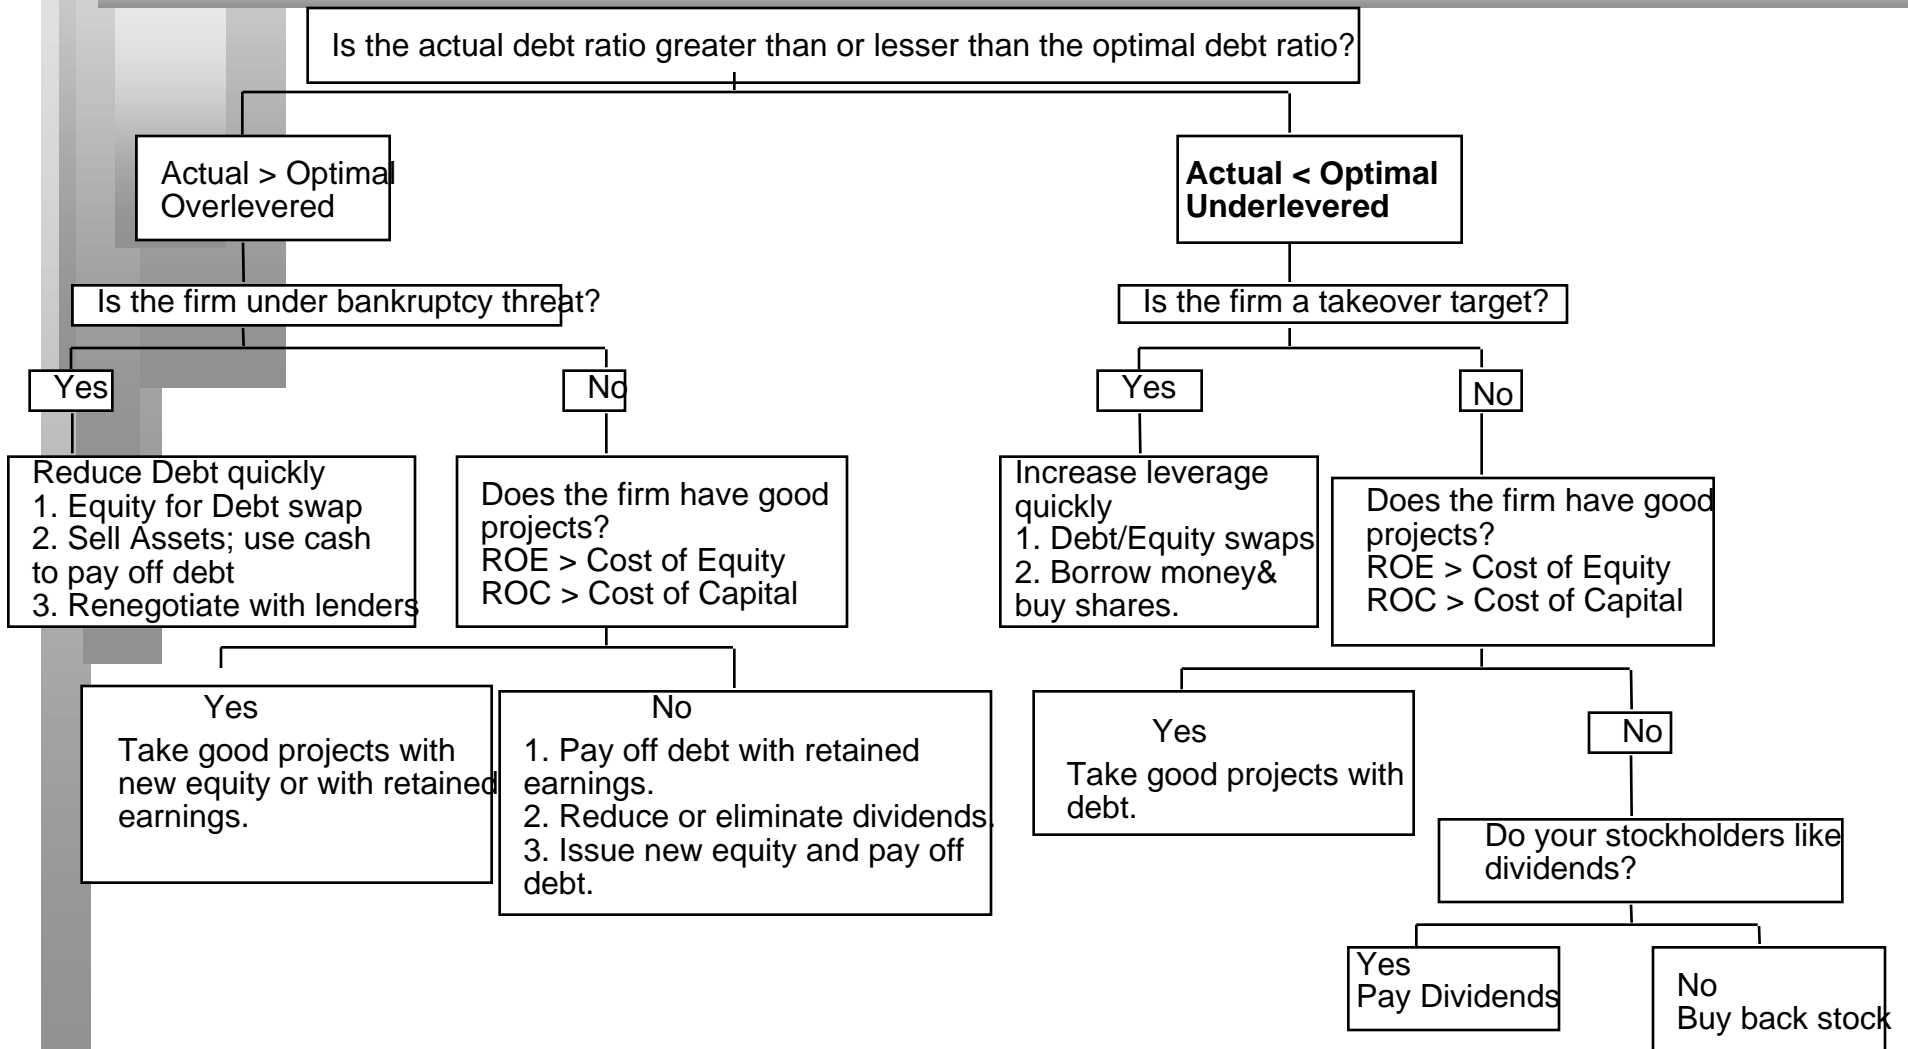 Is the actual debt ratio greater than or lesser than the optimal debt ratio?
Actual > Optimal
Overlevered
Actual < Optimal
Underlevered
Is the firm under bankruptcy threat?
Is the firm a takeover target?
Yes
No
Yes
No
Reduce Debt quickly
1. Equity for Debt swap
2. Sell Assets; use cash
to pay off debt
3. Renegotiate with lenders
Does the firm have good
projects?
ROE > Cost of Equity
ROC > Cost of Capital
Increase leverage
quickly
1. Debt/Equity swaps
2. Borrow money&
buy shares.
Does the firm have good
projects?
ROE > Cost of Equity
ROC > Cost of Capital
Yes
Take good projects with
new equity or with retained
earnings.
No
1. Pay off debt with retained
earnings.
2. Reduce or eliminate dividends.
3. Issue new equity and pay off
debt.
Yes
Take good projects with
debt.
No
Do your stockholders like
dividends?
Yes
Pay Dividends
No
Buy back stock